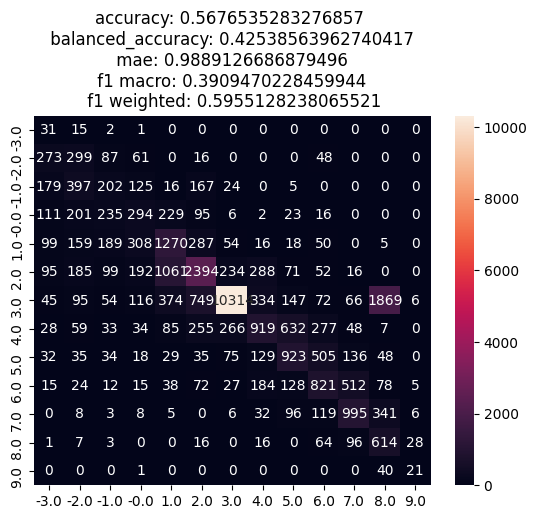 accuracy: 0.5676535283276857
balanced_accuracy: 0.42538563962740417
mae: 0.9889126686879496
f1 macro: 0.3909470228459944
f1 weighted: 0.5955128238065521
-3.0 31 15 2 1 0 0 0 0 0 0 0 0 0
-2.0 273 299 87 61 0 16 0 0 0 48 0 0 0
-1.0 179 397 202 125 16 167 24 0 5 0 0 0 0
-0.0 111 201 235 294 229 95 6 2 23 16 0 0 0
1.0 99 159 189 308 1270 287 54 16 18 50 0 5 0
2.0 95 185 99 192 1061 2394 234 288 71 52 16 0 0
3.0 45 95 54 116 374 749 10314 334 147 72 66 1869 6
4.0 28 59 33 34 85 255 266 919 632 277 48 7 0
5.0 32 35 34 18 29 35 75 129 923 505 136 48 0
6.0 15 24 12 15 38 72 27 184 128 821 512 78 5
7.0 0 8 3 8 5 0 6 32 96 119 995 341 6
8.0 1 7 3 0 0 16 0 16 0 64 96 614 28
9.0 0 0 0 1 0 0 0 0 0 0 0 40 21
-3.0 -2.0 -1.0 -0.0 1.0 2.0 3.0 4.0 5.0 6.0 7.0 8.0 9.0
10000
8000
6000
4000
2000
0